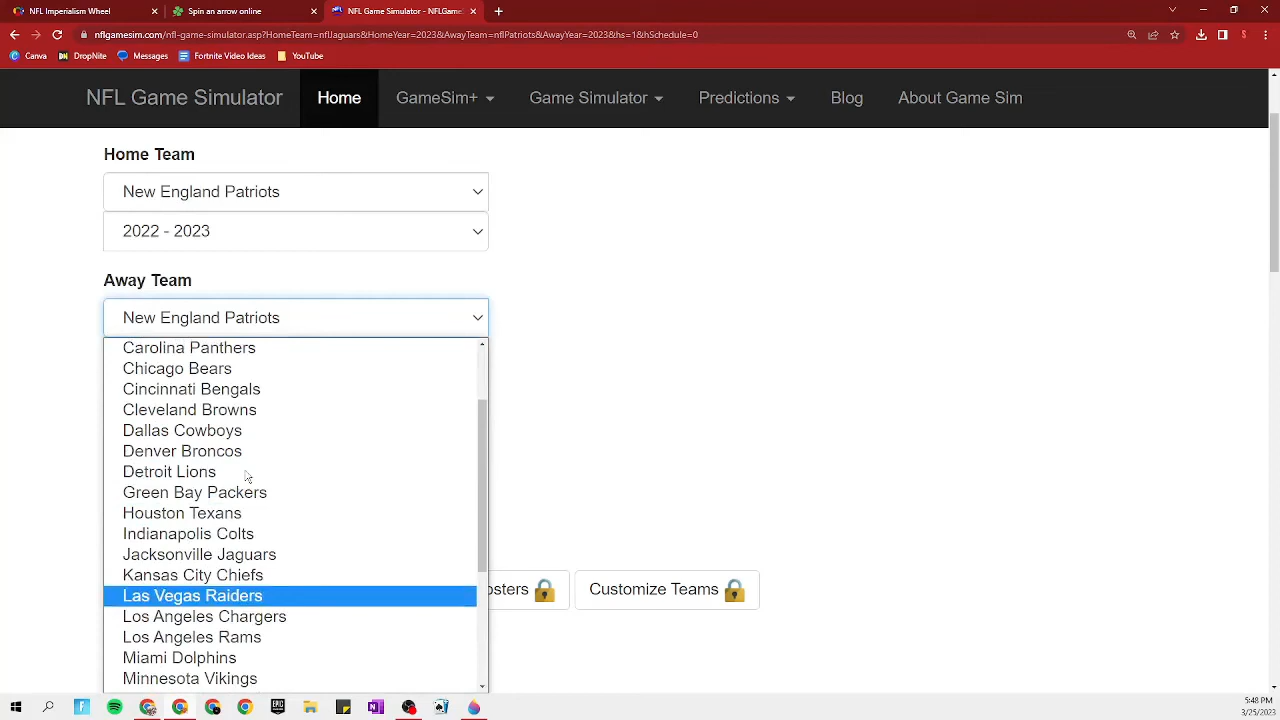 NFL Imperialism Wheel
Spin an arrow online
NFL Game Simulator - NFLGame
nflgamesim.com/nfl-game-simulator.asp?HomeTeam=nflJaguars&HomeYear=2023&AwayTeam=nflPatriots&AwayYear=2023&hs=1&hSchedule=0
S
Canva
DropNite
Messages
Fortnite Video Ideas
YouTube
NFL Game Simulator
Home
GameSim+
Game Simulator
Predictions
Blog
About Game Sim
Home Team
New England Patriots
2022 - 2023
Away Team
New England Patriots
Carolina Panthers
Chicago Bears
Cincinnati Bengals
Cleveland Browns
Dallas Cowboys
Denver Broncos
Detroit Lions
Green Bay Packers
Houston Texans
Indianapolis Colts
Jacksonville Jaguars
Kansas City Chiefs
Las Vegas Raiders
Los Angeles Chargers
Los Angeles Rams
Miami Dolphins
Minnesota Vikings
osters
Customize Teams
EPIC
5:48 PM
3/25/2023